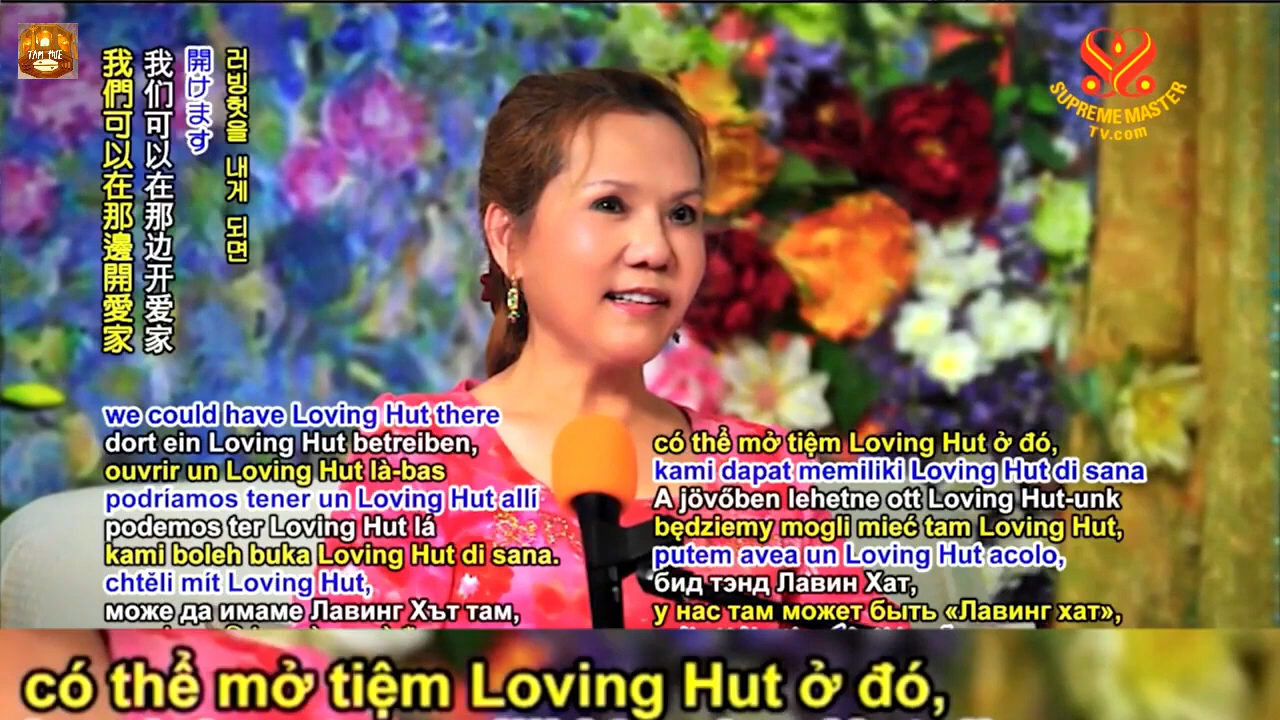 TAM TUE
SUPREME MASTER
TV.com
러빙헛을 내게 되면
開けます
我们可以在那边开爱家
我們可以在那邊開愛家
we could have Loving Hut there
dort ein Loving Hut betreiben,
ouvrir un Loving Hut là-bas
podríamos tener un Loving Hut allí
podemos ter Loving Hut lá
kami boleh buka Loving Hut di sana.
chtěli mít Loving Hut,
може да имаме Лавинг Хът там,
có thể mở tiệm Loving Hut ở đó,
kami dapat memiliki Loving Hut di sana
A jövőben lehetne ott Loving Hut-unk
będziemy mogli mieć tam Loving Hut,
putem avea un Loving Hut acolo,
бид тэнд Лавин Хат,
у нас там может быть «Лавинг хат»,
có thể mở tiệm Loving Hut ở đó,